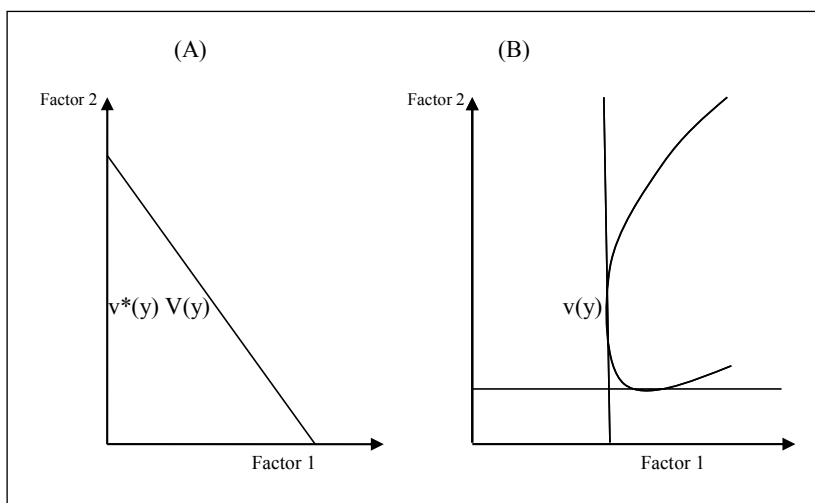 (A)
Factor 2
v*(y) V(y)
Factor 1
(B)
Factor 2
v(y)
Factor 1